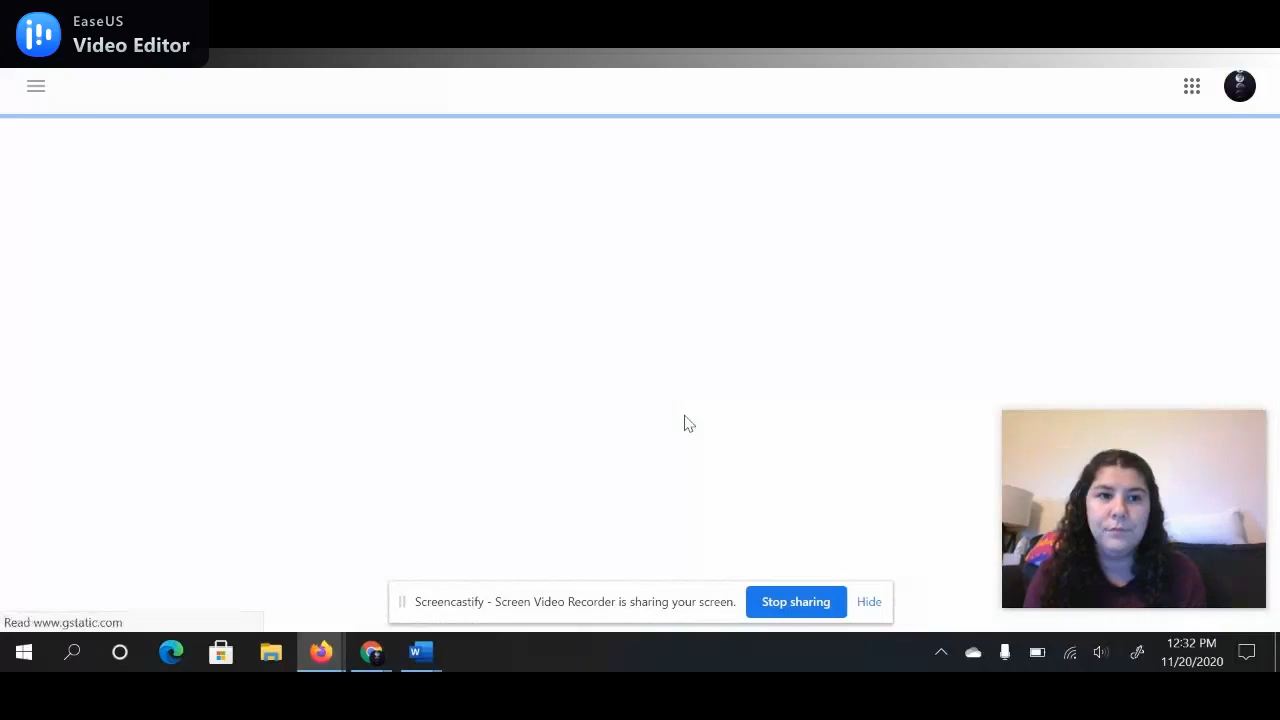 EaseUS
Video Editor
Screencastify - Screen Video Recorder is sharing your screen.
Stop sharing
Hide
Read www.gstatic.com
W
12:32 PM
11/20/2020